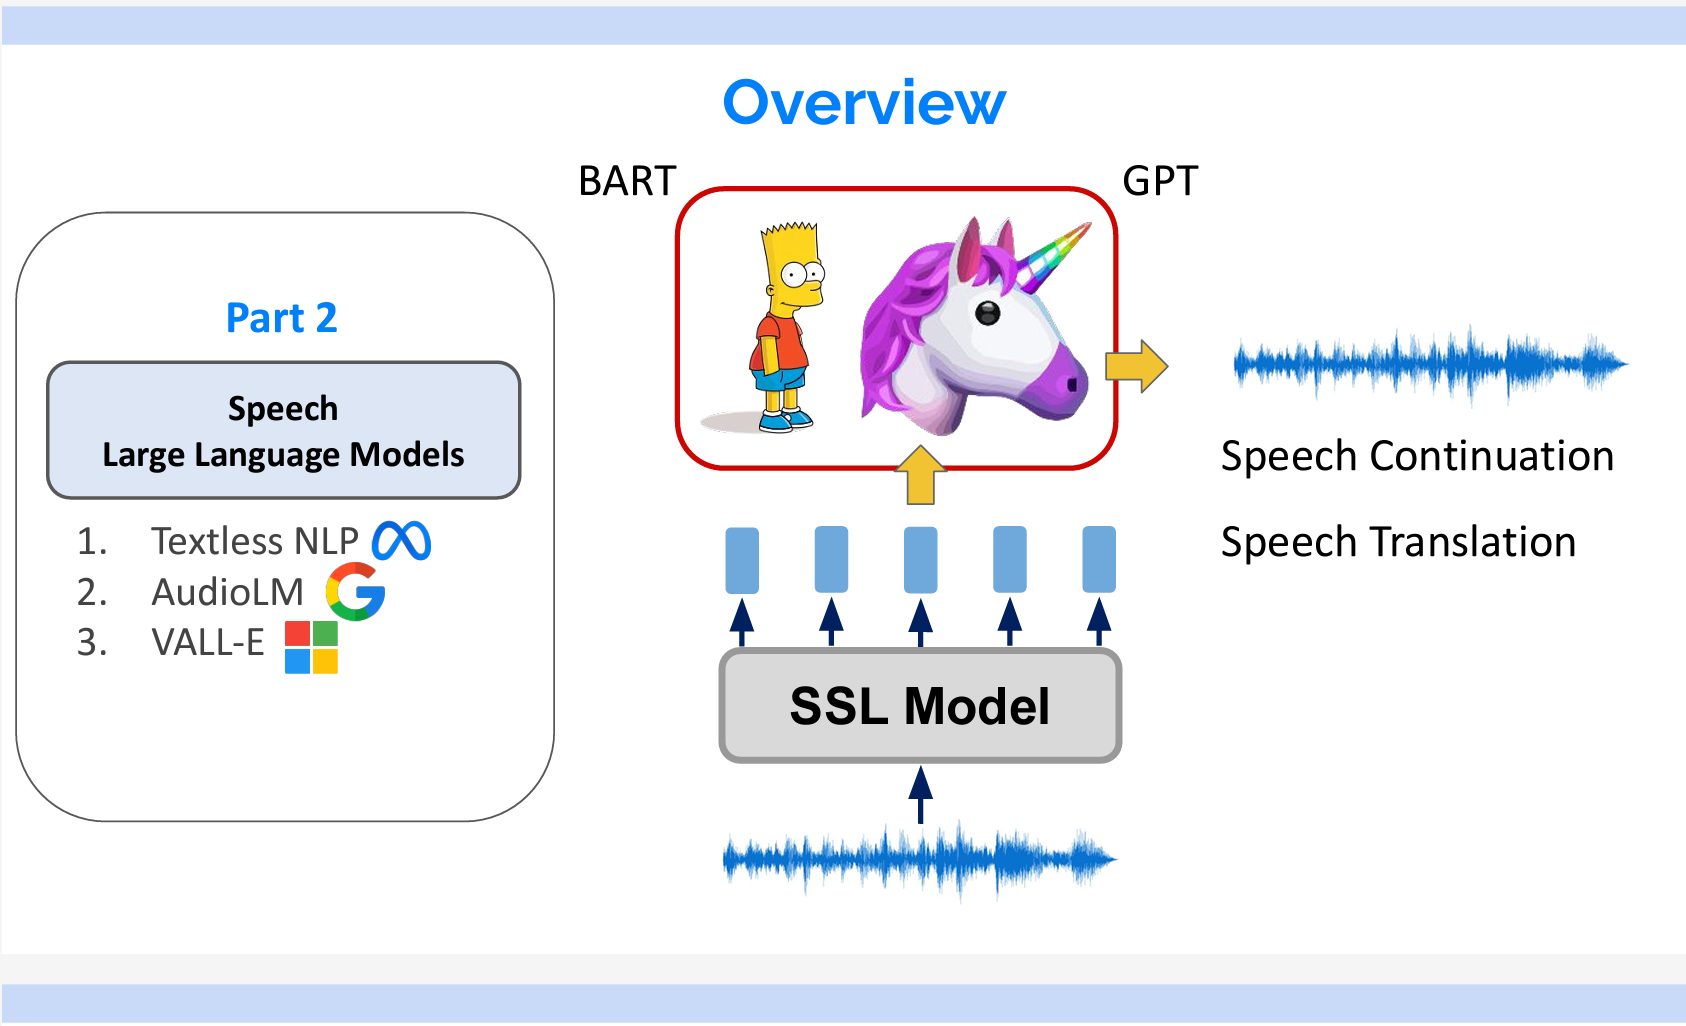 Overview
Part 2
Speech
Large Language Models
1. Textless NLP
2. AudioLM
3. VALL-E
BART
GPT
SSL Model
Speech Continuation
Speech Translation